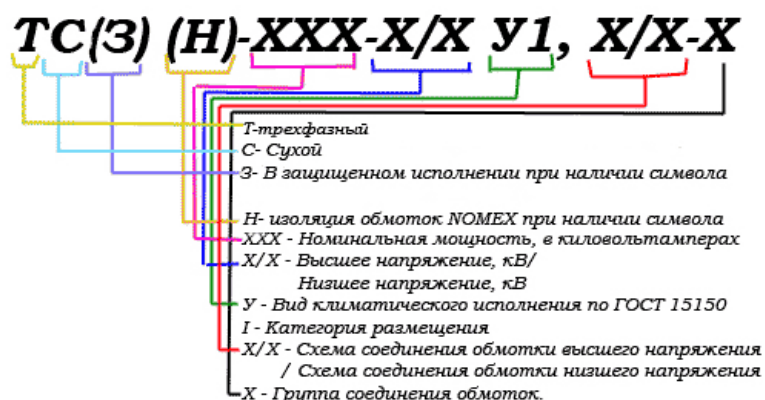 ТС(З) (Н)-ХХХ-Х/Х У1, Х/Х-Х
Т-трехфазный
С- Сухой
З- В защищенном исполнении при наличии символа
Н- изоляция обмоток NOMEX при наличии символа
ХХХ - Номинальная мощность, в киловольтамперах
Х/Х - Высшее напряжение, кВ/
Низшее напряжение, кВ
У - Вид климатического исполнения по ГОСТ 15150
I - Категория размещения
Х/Х - Схема соединения обмотки высшего напряжения
/ Схема соединения обмотки низшего напряжения
Х - Группа соединения обмоток.